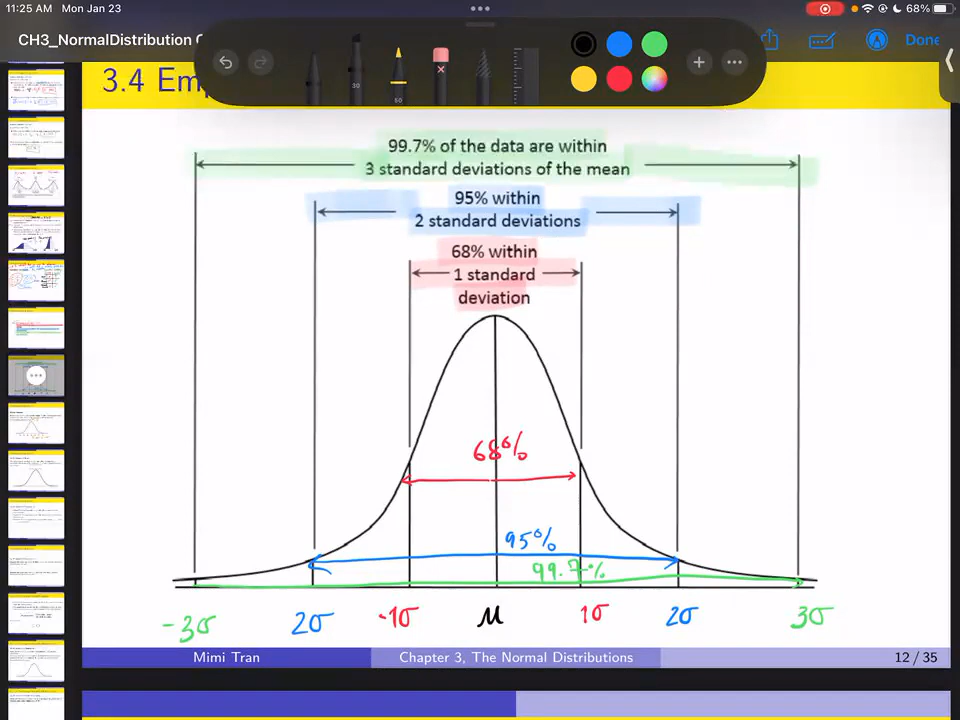 11:25 AM Mon Jan 23
68%
CH3_NormalDistribution
Done
30
50
3.4 Em
99.7% of the data are within
3 standard deviations of the mean
95% within
2 standard deviations
68% within
1 standard
deviation
68%
95%
99.7%
-3σ 2σ -1σ μ 1σ 2σ 3σ
Mimi Tran Chapter 3, The Normal Distributions 12 / 35